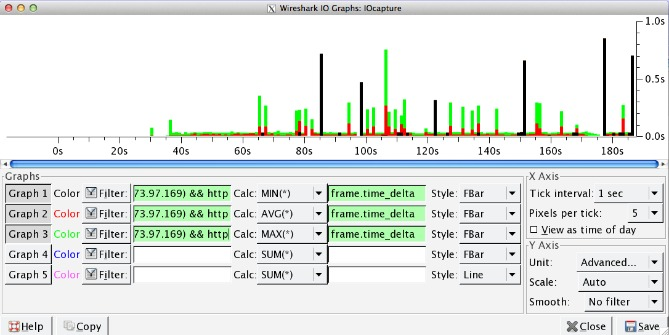 Wireshark IO Graphs: IOcapture
1.0s
0.5s
0.0s
0s 20s 40s 60s 80s 100s 120s 140s 160s 180s
Graphs
Graph 1 Color Filter: 73.97.169) && http Calc: MIN(*) frame.time_delta Style: FBar
Graph 2 Color Filter: 73.97.169) && http Calc: AVG(*) frame.time_delta Style: FBar
Graph 3 Color Filter: 73.97.169) && http Calc: MAX(*) frame.time_delta Style: FBar
Graph 4 Color Filter: Calc: SUM(*) Style: FBar
Graph 5 Color Filter: Calc: SUM(*) Style: Line
X Axis
Tick interval: 1 sec
Pixels per tick: 5
View as time of day
Y Axis
Unit: Advanced...
Scale: Auto
Smooth: No filter
Help Copy Close Save